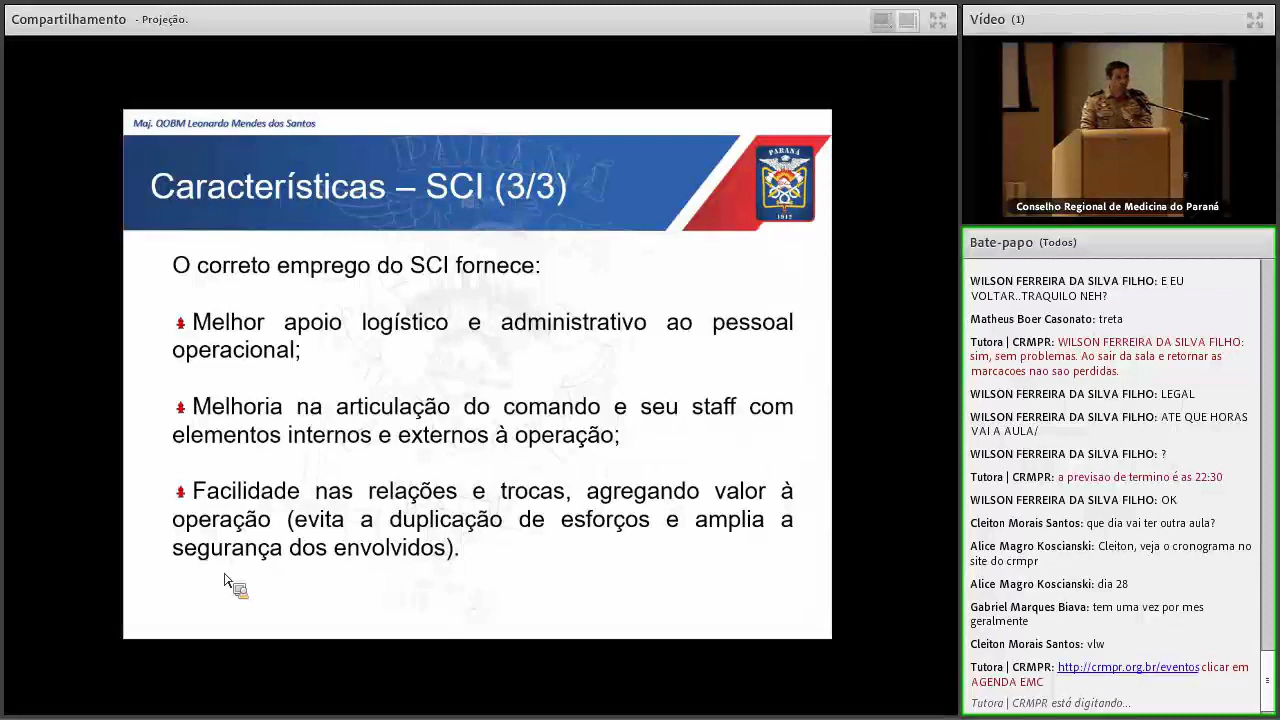 Compartilhamento - Projeção.
Maj. QOBM Leonardo Mendes dos Santos
Características – SCI (3/3)
PARANÁ
1912
O correto emprego do SCI fornece:
Melhor apoio logístico e administrativo ao pessoal
operacional;
Melhoria na articulação do comando e seu staff com
elementos internos e externos à operação;
Facilidade nas relações e trocas, agregando valor à
operação (evita a duplicação de esforços e amplia a
segurança dos envolvidos).
Vídeo (1)
Conselho Regional de Medicina do Paraná
Bate-papo (Todos)
WILSON FERREIRA DA SILVA FILHO: E EU
VOLTAR..TRAQUILO NEH?
Matheus Boer Casonato: treta
Tutora | CRMPR: WILSON FERREIRA DA SILVA FILHO:
sim, sem problemas. Ao sair da sala e retornar as
marcacoes nao sao perdidas.
WILSON FERREIRA DA SILVA FILHO: LEGAL
WILSON FERREIRA DA SILVA FILHO: ATE QUE HORAS
VAI A AULA/
WILSON FERREIRA DA SILVA FILHO: ?
Tutora | CRMPR: a previsao de termino é as 22:30
WILSON FERREIRA DA SILVA FILHO: OK
Cleiton Morais Santos: que dia vai ter outra aula?
Alice Magro Koscianski: Cleiton, veja o cronograma no
site do crmpr
Alice Magro Koscianski: dia 28
Gabriel Marques Biava: tem uma vez por mes
geralmente
Cleiton Morais Santos: vlw
Tutora | CRMPR: http://crmpr.org.br/eventos clicar em
AGENDA EMC
Tutora | CRMPR está digitando...